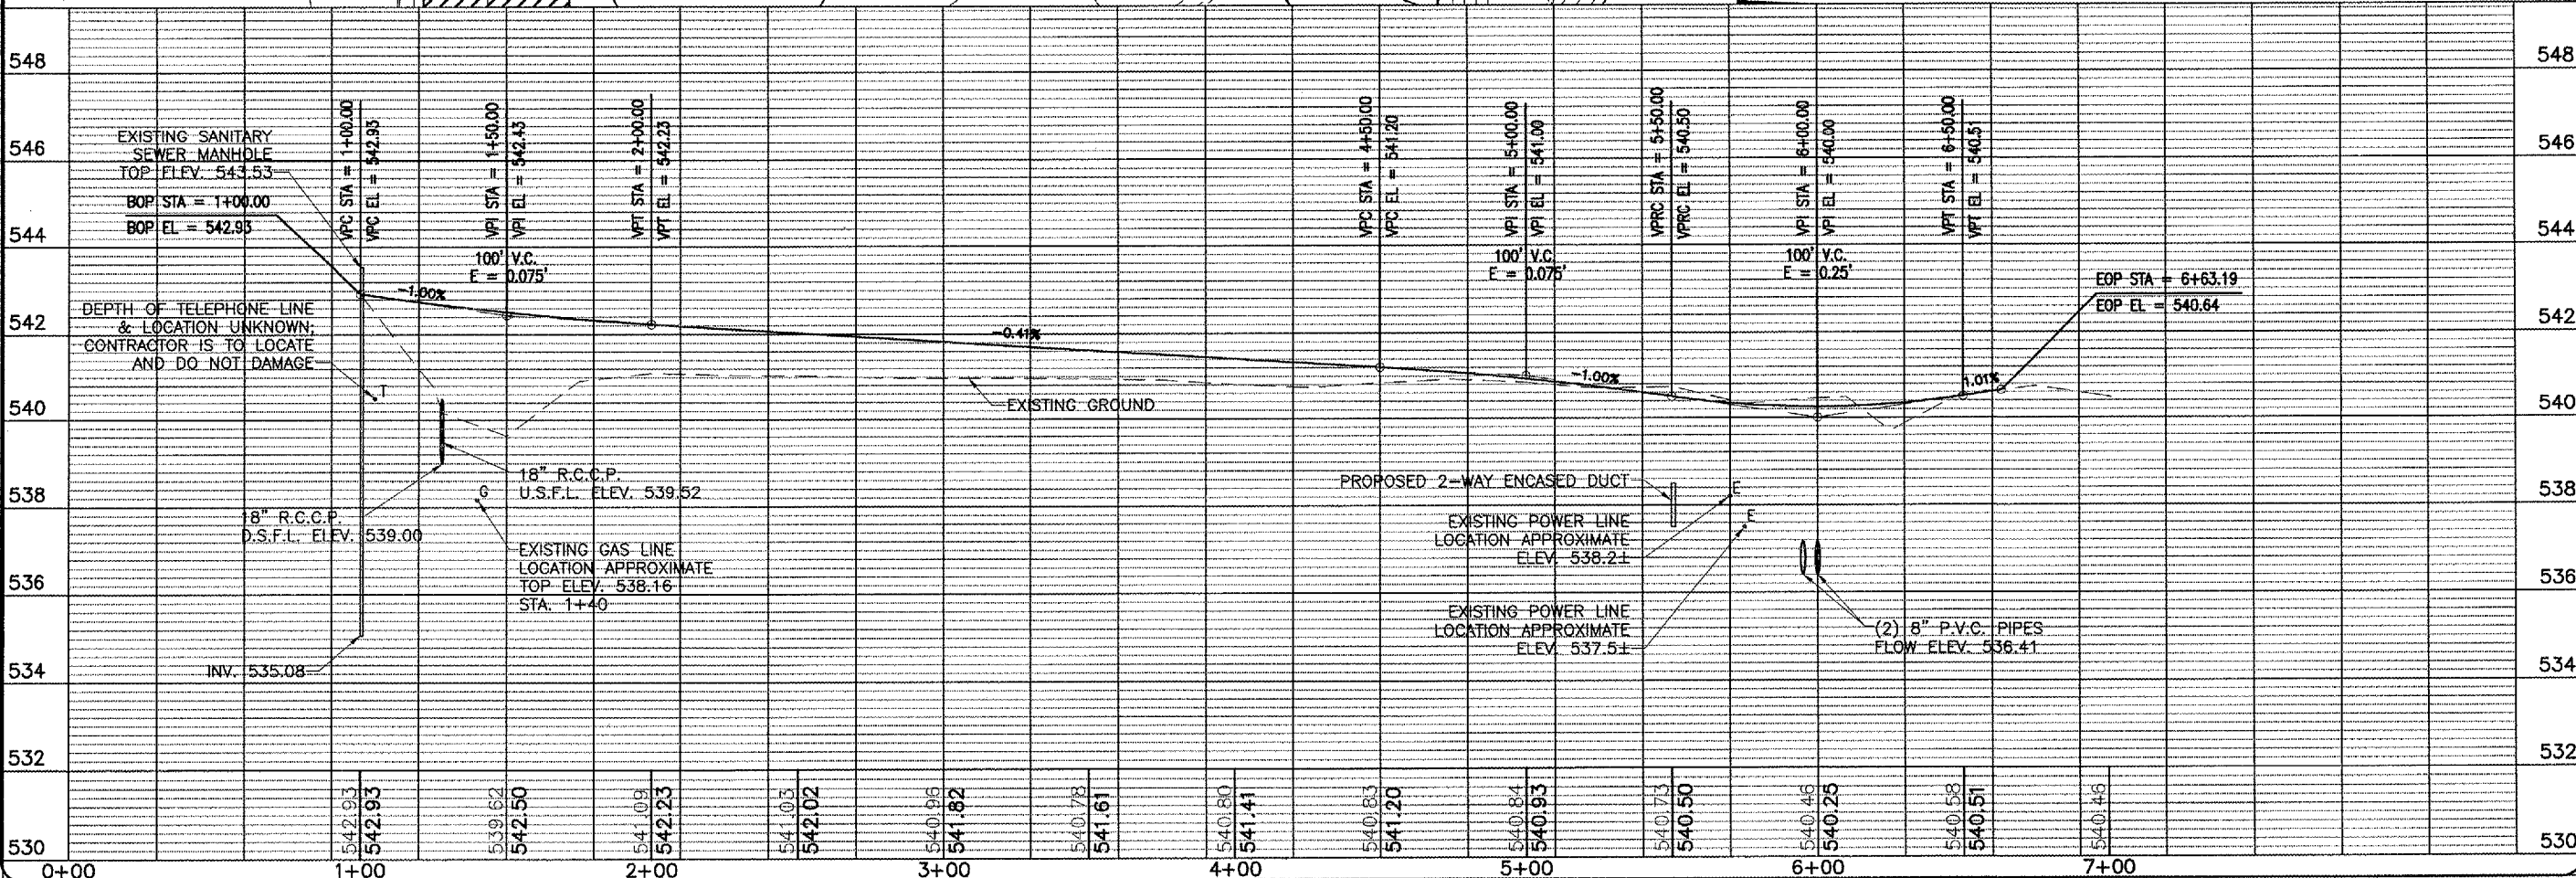 548
546
544
542
540
538
536
534
532
530
548
546
544
542
540
538
536
534
532
530
EXISTING SANITARY
SEWER MANHOLE
TOP ELEV. 543.53
BOP STA = 1+00.00
BOP EL = 542.93
DEPTH OF TELEPHONE LINE
& LOCATION UNKNOWN;
CONTRACTOR IS TO LOCATE
AND DO NOT DAMAGE
T
VPC STA = 1+00.00
VPC EL = 542.93
VPI STA = 1+50.00
VPI EL = 542.43
100' V.C.
E = 0.075'
VPT STA = 2+00.00
VPT EL = 542.23
-1.00%
-0.41%
VPC STA = 4+50.00
VPC EL = 541.20
VPI STA = 5+00.00
VPI EL = 541.00
100' V.C.
E = 0.075'
VPRC STA = 5+50.00
VPRC EL = 540.50
VPI STA = 6+00.00
VPI EL = 540.00
100' V.C.
E = 0.25'
VPT STA = 6+50.00
VPT EL = 540.51
-1.00%
1.01%
EOP STA = 6+63.19
EOP EL = 540.64
EXISTING GROUND
18" R.C.C.P.
U.S.F.L. ELEV. 539.52
18" R.C.C.P.
D.S.F.L. ELEV. 539.00
G
EXISTING GAS LINE
LOCATION APPROXIMATE
TOP ELEV. 538.16
STA. 1+40
INV. 535.08
PROPOSED 2-WAY ENCASED DUCT
E
EXISTING POWER LINE
LOCATION APPROXIMATE
ELEV. 538.2±
E
EXISTING POWER LINE
LOCATION APPROXIMATE
ELEV. 537.5±
(2) 8" P.V.C. PIPES
FLOW ELEV. 536.41
542.93
542.93
539.62
542.50
541.09
542.23
541.03
542.02
540.96
541.82
540.78
541.61
540.80
541.41
540.83
541.20
540.84
540.93
540.73
540.50
540.46
540.25
540.58
540.51
540.46
0+00
1+00
2+00
3+00
4+00
5+00
6+00
7+00